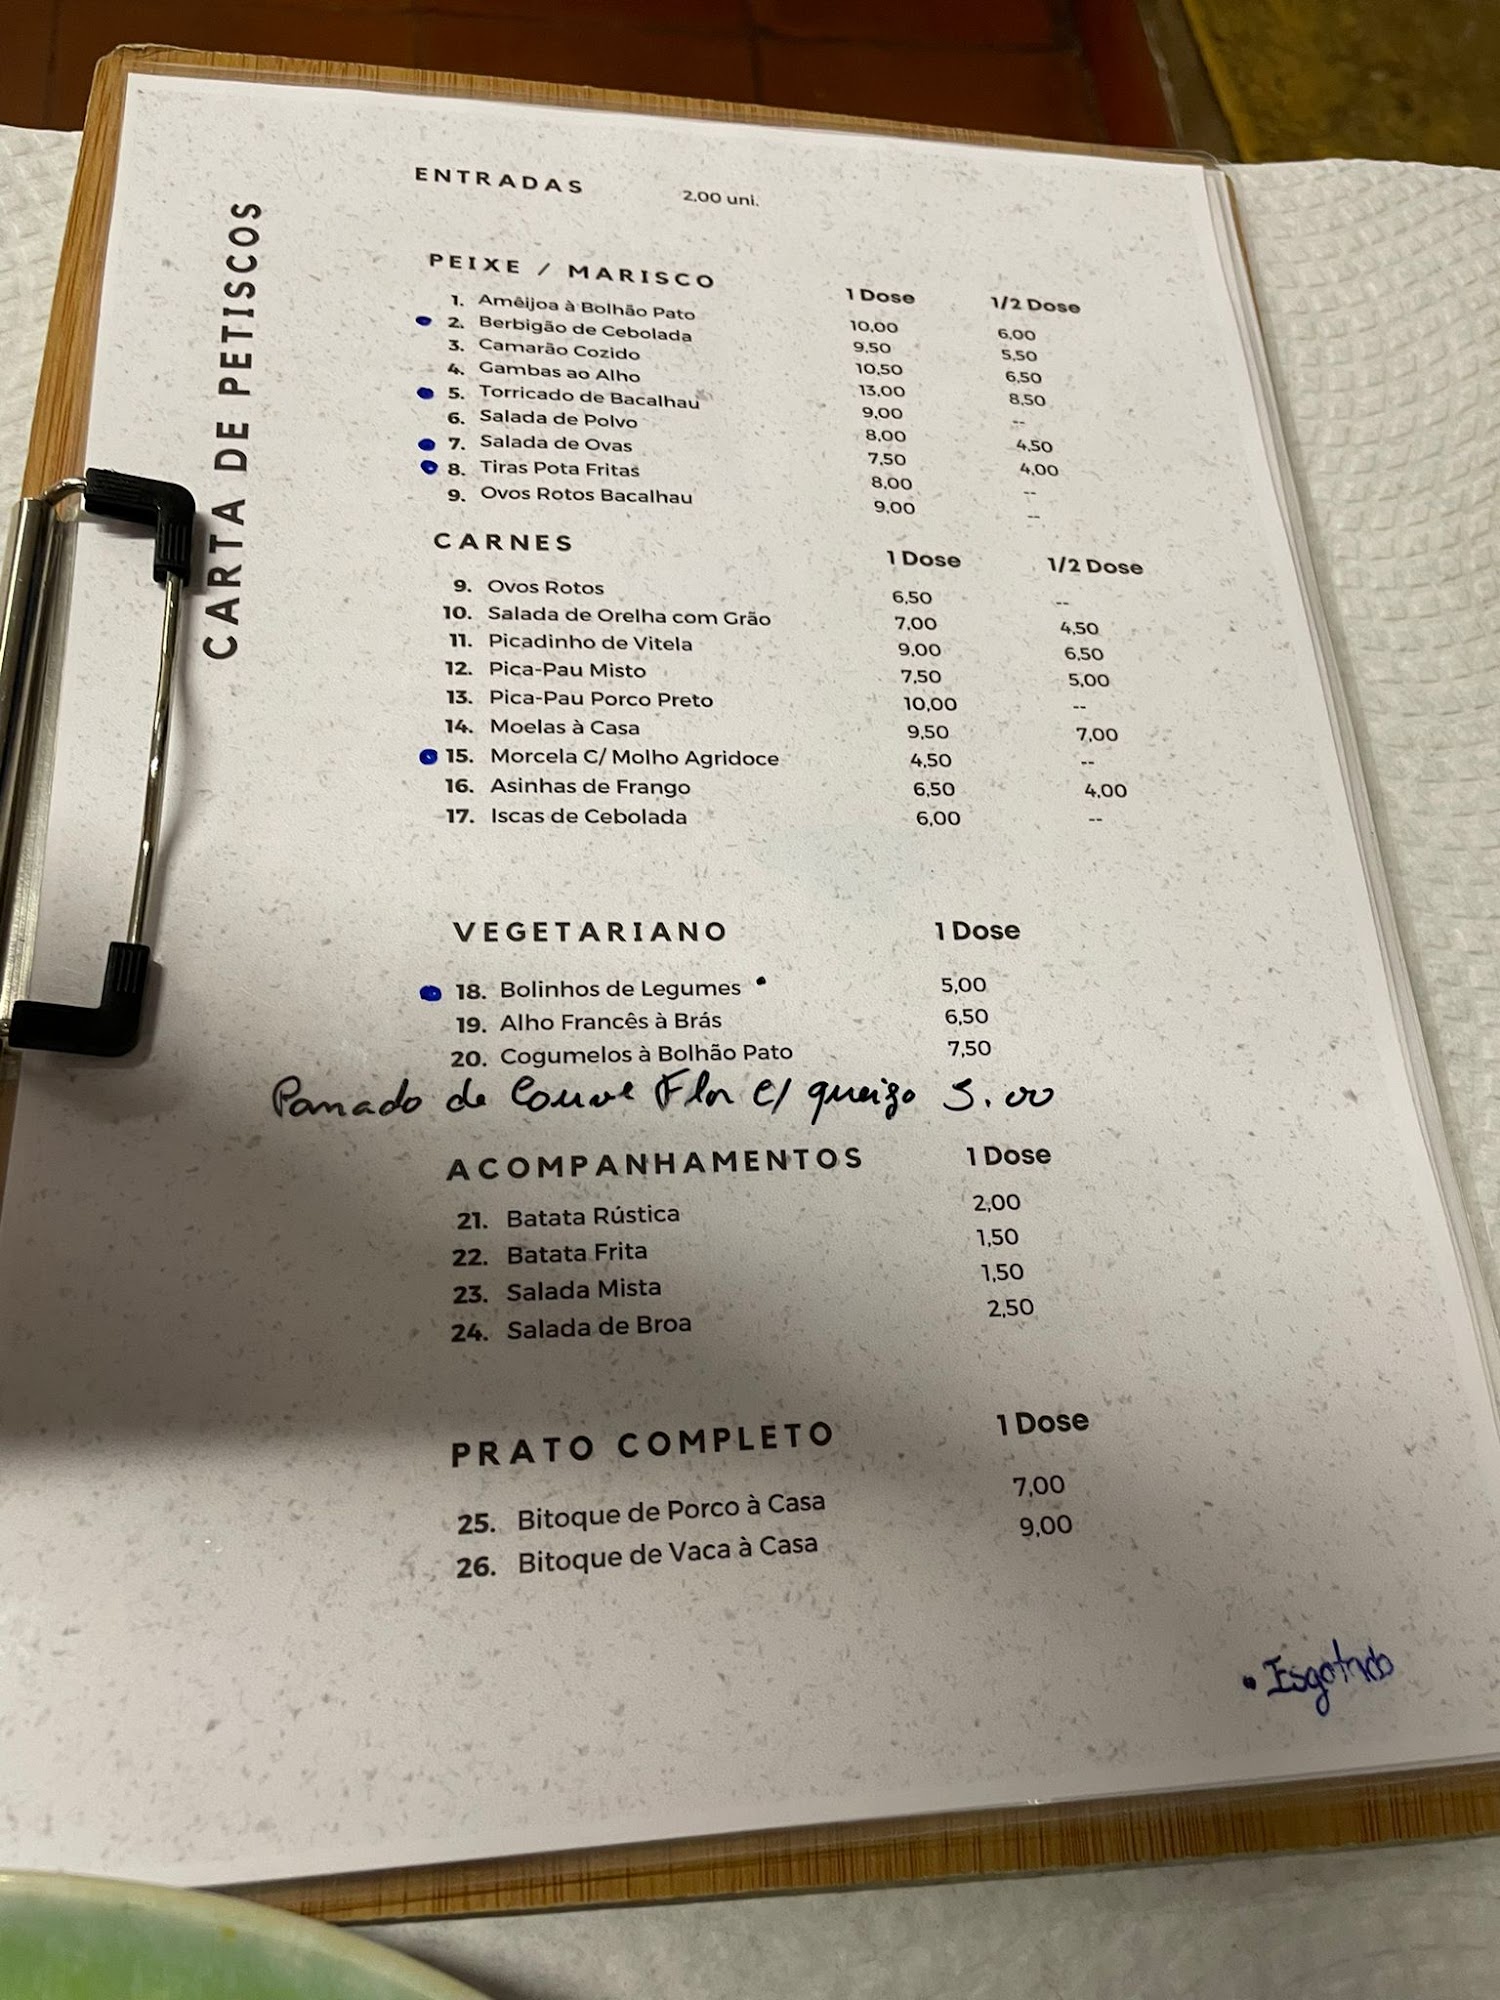 CARTA DE PETISCOS
ENTRADAS 2.00 uni.
PEIXE / MARISCO 1 Dose 1/2 Dose
1. Amêijoa à Bolhão Pato 10,00 6,00
2. Berbigão de Cebolada 9,50 5,50
3. Camarão Cozido 10,50 6,50
4. Gambas ao Alho 13,00 8,50
5. Torricado de Bacalhau 9,00 --
6. Salada de Polvo 8,00 4,50
7. Salada de Ovas 7,50 4,00
8. Tiras Pota Fritas 8,00 --
9. Ovos Rotos Bacalhau 9,00 --
CARNES 1 Dose 1/2 Dose
9. Ovos Rotos 6,50 --
10. Salada de Orelha com Grão 7,00 4,50
11. Picadinho de Vitela 9,00 6,50
12. Pica-Pau Misto 7,50 5,00
13. Pica-Pau Porco Preto 10,00 --
14. Moelas à Casa 9,50 7,00
15. Morcela C/ Molho Agridoce 4,50 --
16. Asinhas de Frango 6,50 4,00
17. Iscas de Cebolada 6,00 --
VEGETARIANO 1 Dose
18. Bolinhos de Legumes 5,00
19. Alho Francês à Brás 6,50
20. Cogumelos à Bolhão Pato 7,50
Panado de Couve Flor c/ queijo 5.00
ACOMPANHAMENTOS 1 Dose
21. Batata Rústica 2,00
22. Batata Frita 1,50
23. Salada Mista 1,50
24. Salada de Broa 2,50
PRATO COMPLETO 1 Dose
25. Bitoque de Porco à Casa 7,00
26. Bitoque de Vaca à Casa 9,00
• Esgotado